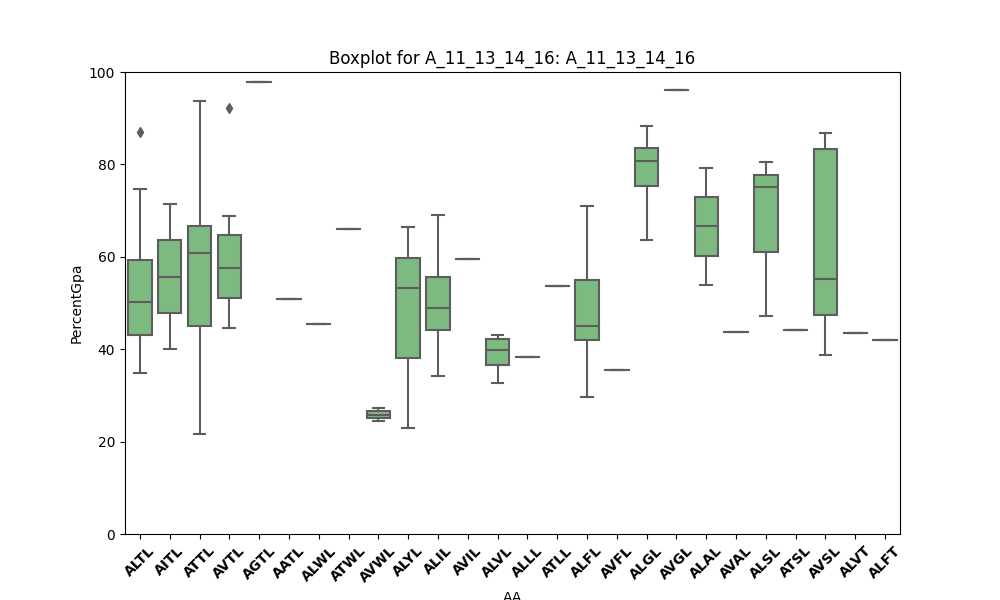 Boxplot for A_11_13_14_16: A_11_13_14_16
100
80
60
40
20
0
PercentGpa
ALTL AITL ATTL AVTL AGTL AATL ALWL ATWL AVWL ALYL ALIL AVIL ALVL ALLL ATLL ALFL AVFL ALGL AVGL ALAL AVAL ALSL ATSL AVSL ALVT ALFT
AA